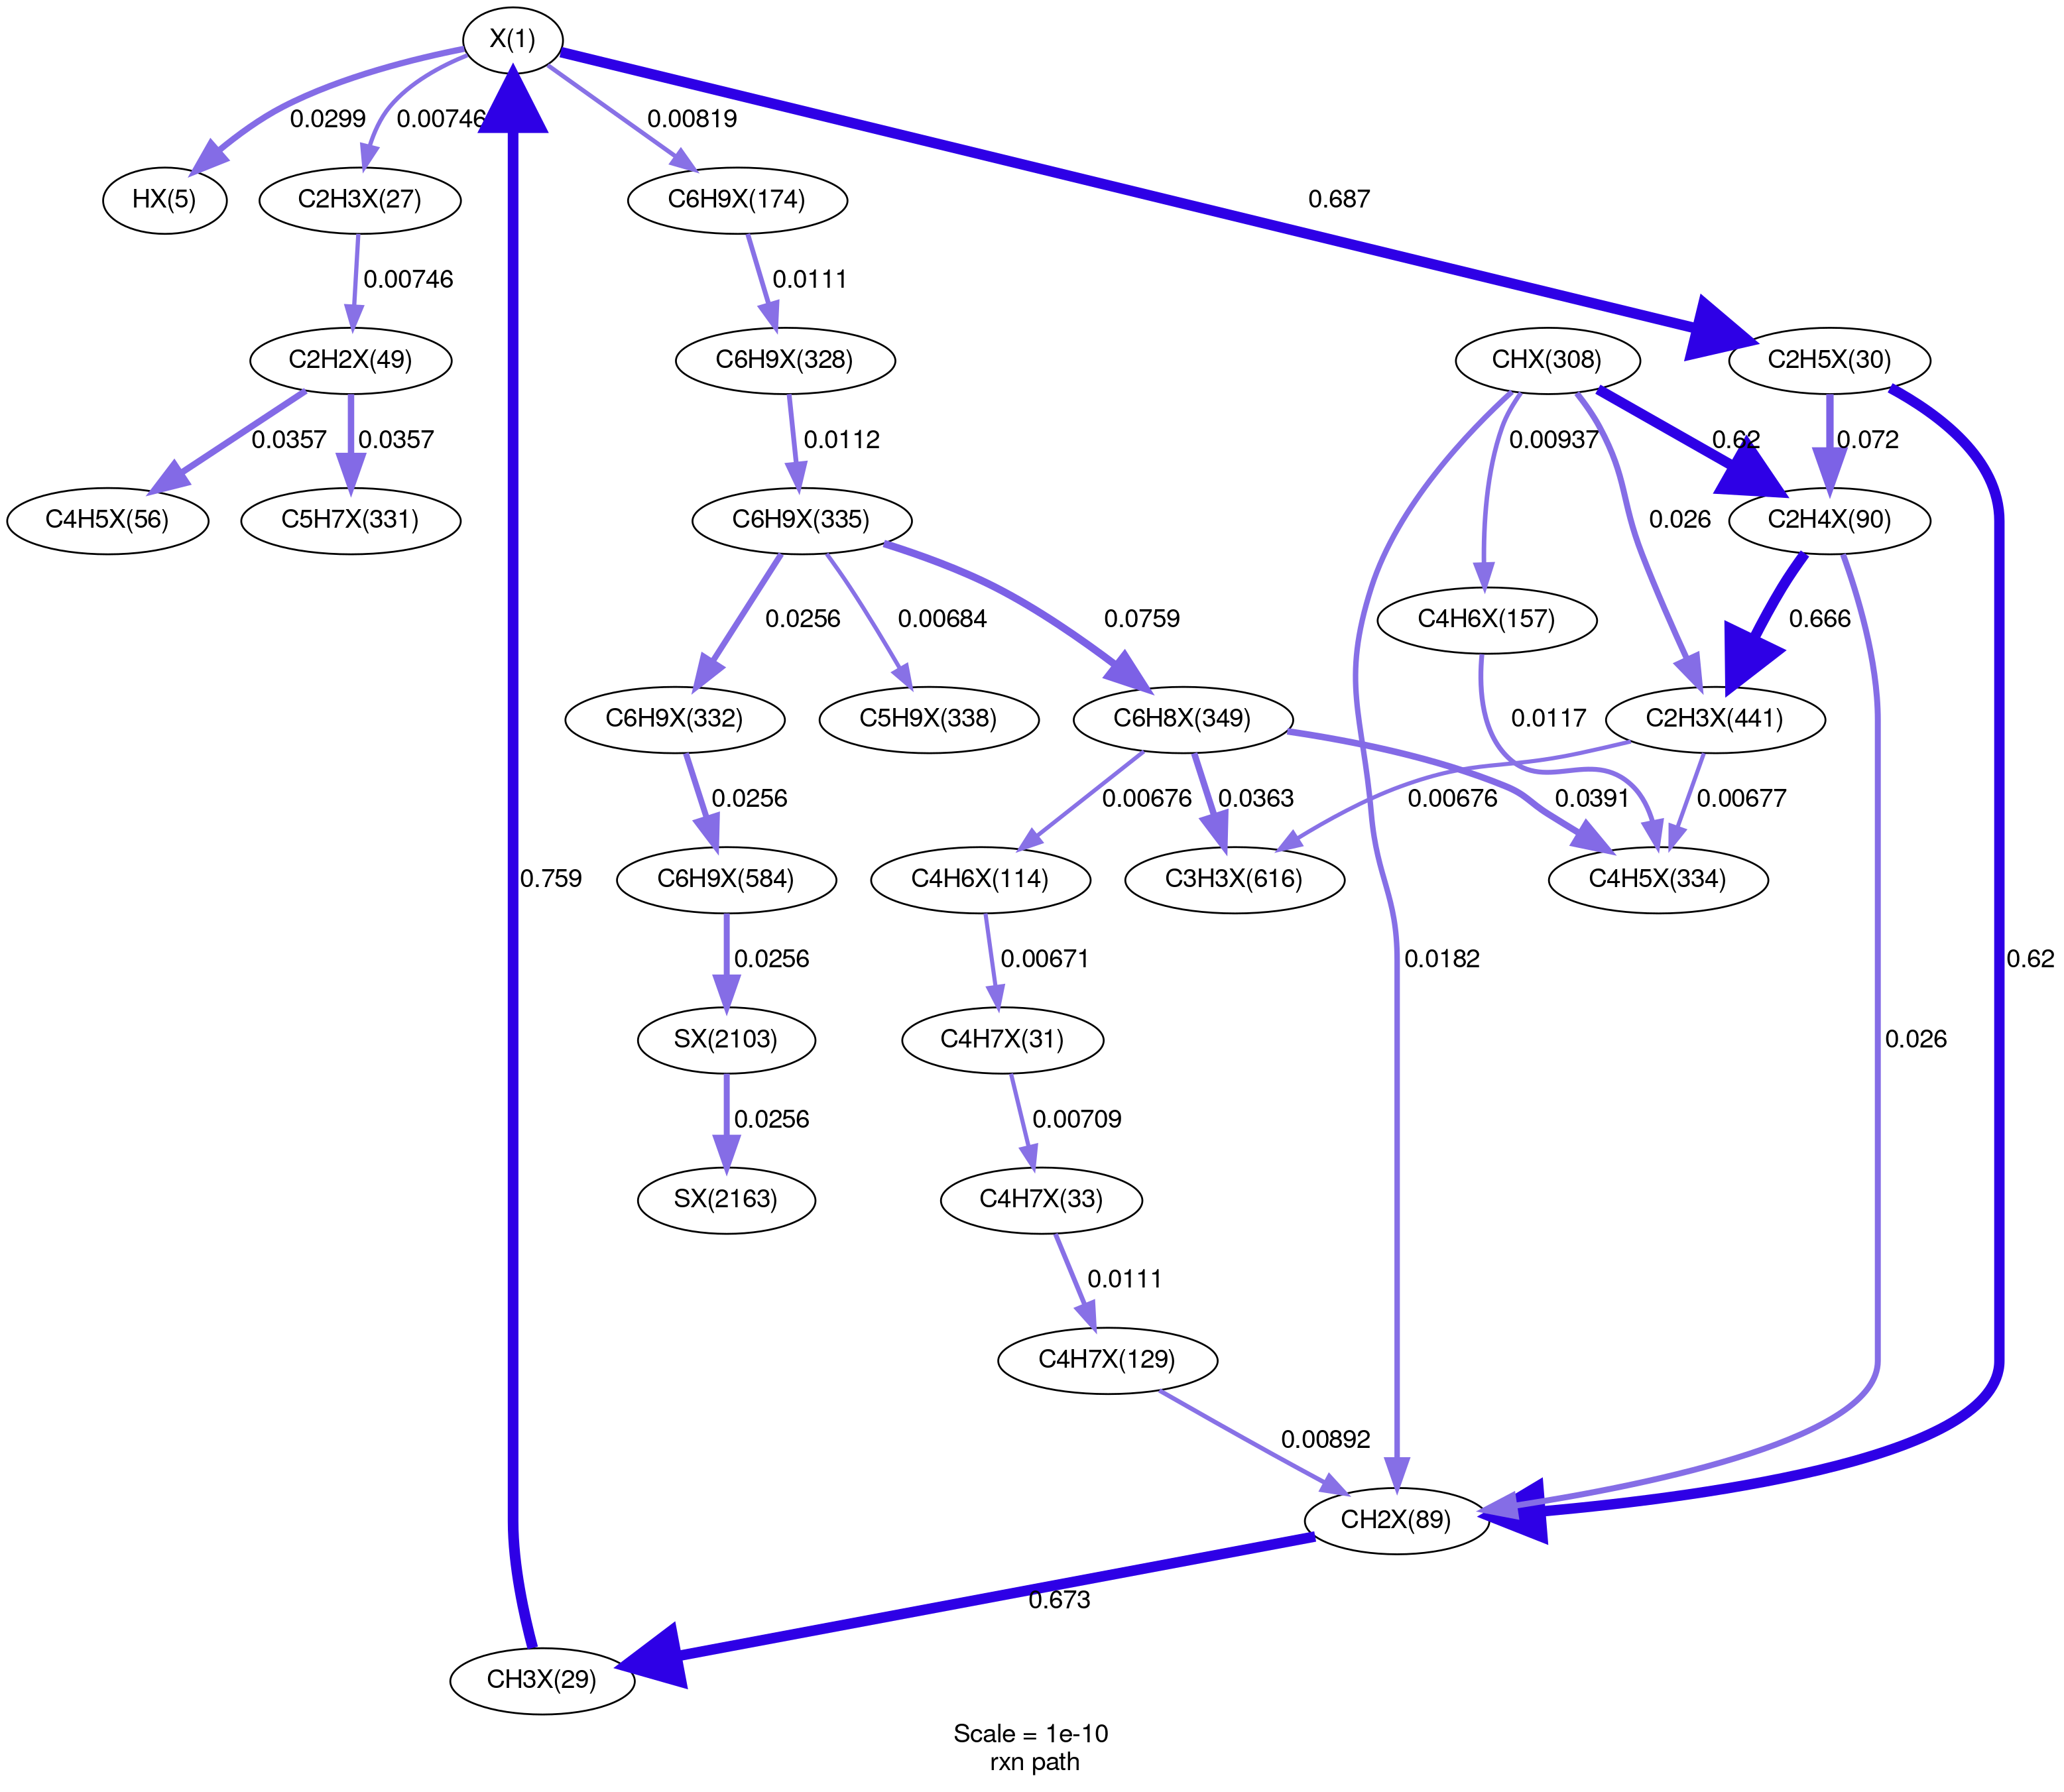 X(1)
0.0299
0.00746
0.00819
0.687
HX(5)
C2H3X(27)
C6H9X(174)
0.00746
0.0111
C2H2X(49)
C6H9X(328)
CHX(308)
C2H5X(30)
0.0357
0.0357
0.0112
0.00937
0.62
0.072
C4H5X(56)
C5H7X(331)
C6H9X(335)
0.026
C2H4X(90)
0.0256
0.00684
0.0759
C4H6X(157)
0.666
C6H9X(332)
C5H9X(338)
C6H8X(349)
0.0117
C2H3X(441)
0.0256
0.00676
0.0363
0.00676
0.0391
0.00677
C6H9X(584)
C4H6X(114)
C3H3X(616)
C4H5X(334)
0.759
0.0256
0.00671
0.0182
0.62
SX(2103)
C4H7X(31)
0.026
0.0256
0.00709
SX(2163)
C4H7X(33)
0.0111
C4H7X(129)
0.00892
CH2X(89)
0.673
CH3X(29)
Scale = 1e-10
rxn path